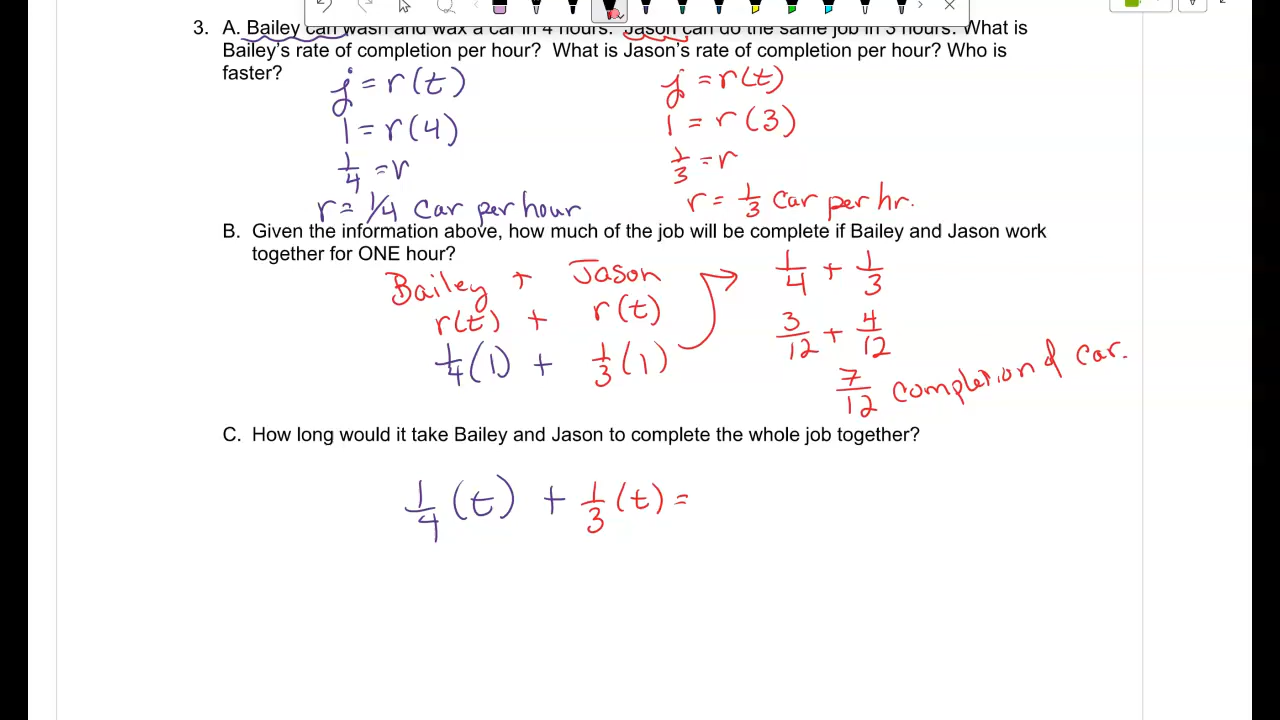 3. A. Bailey can wash and wax a car in 4 hours. Jason can do the same job in 3 hours. What is
Bailey's rate of completion per hour? What is Jason's rate of completion per hour? Who is
faster?
j = r(t)
1 = r(4)
1/4 = r
r = 1/4 car per hour
j = r(t)
1 = r(3)
1/3 = r
r = 1/3 car per hr.
B. Given the information above, how much of the job will be complete if Bailey and Jason work
together for ONE hour?
Bailey + Jason
r(t) + r(t)
1/4(1) + 1/3(1)
1/4 + 1/3
3/12 + 4/12
7/12 completion of car.
C. How long would it take Bailey and Jason to complete the whole job together?
1/4(t) + 1/3(t) =